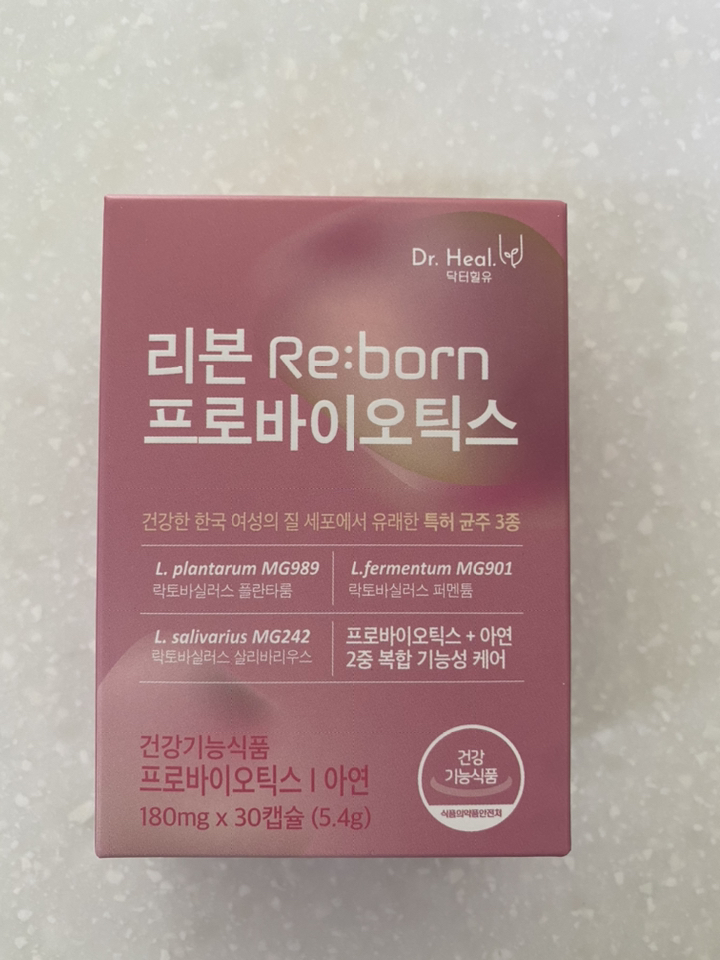 Dr. Heal.
닥터힐유
리본 Re:born
프로바이오틱스
건강한 한국 여성의 질 세포에서 유래한 특허 균주 3종
L. plantarum MG989
락토바실러스 플란타룸
L.fermentum MG901
락토바실러스 퍼멘툼
L. salivarius MG242
락토바실러스 살리바리우스
프로바이오틱스 + 아연
2중 복합 기능성 케어
건강기능식품
프로바이오틱스 I 아연
180mg x 30캡슐 (5.4g)
건강
기능식품
식품의약품안전처